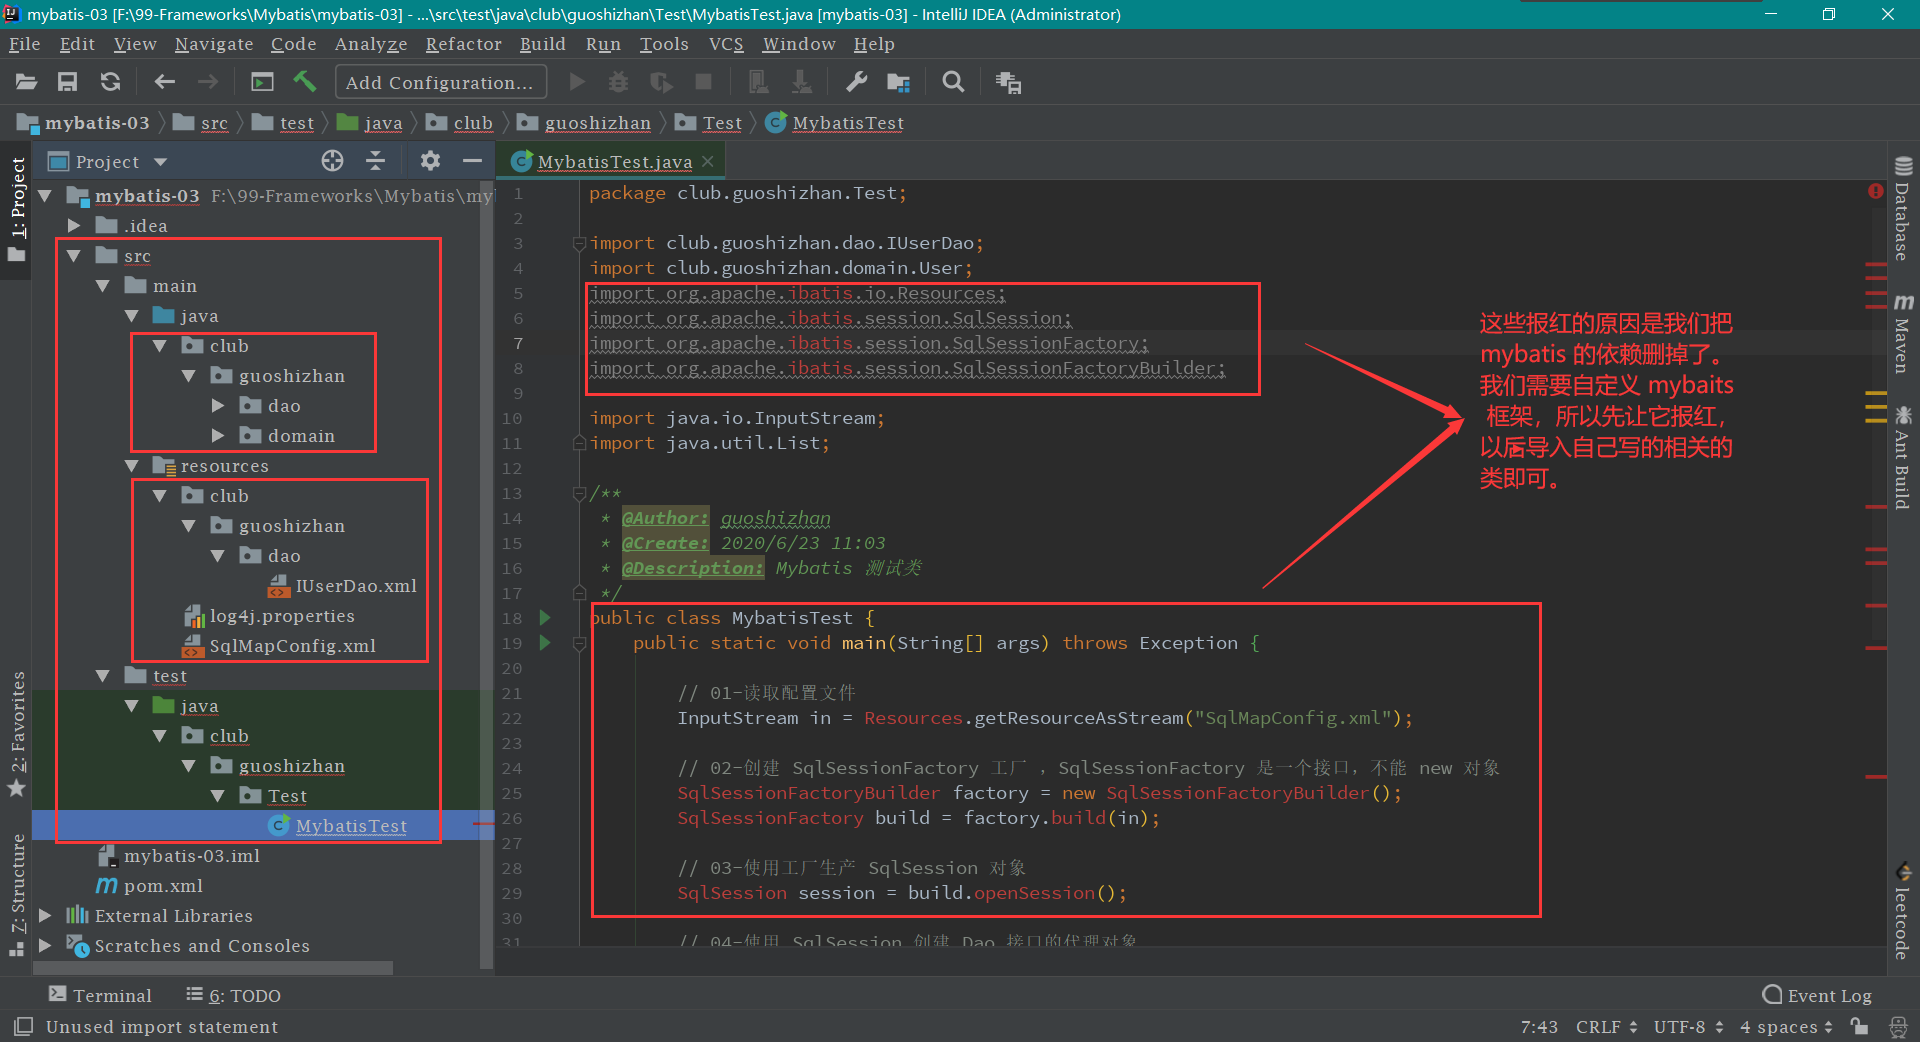 mybatis-03 [F:\99-Frameworks\Mybatis\mybatis-03] - ...\src\test\java\club\guoshizhan\Test\MybatisTest.java [mybatis-03] - IntelliJ IDEA (Administrator)
File Edit View Navigate Code Analyze Refactor Build Run Tools VCS Window Help
Add Configuration...
mybatis-03 src test java club guoshizhan Test MybatisTest
Project
MybatisTest.java
1: Project
2: Favorites
7: Structure
mybatis-03 F:\99-Frameworks\Mybatis\my
.idea
src
main
java
club
guoshizhan
dao
domain
resources
club
guoshizhan
dao
IUserDao.xml
log4j.properties
SqlMapConfig.xml
test
java
club
guoshizhan
Test
MybatisTest
mybatis-03.iml
pom.xml
External Libraries
Scratches and Consoles
1 package club.guoshizhan.Test;
2
3 import club.guoshizhan.dao.IUserDao;
4 import club.guoshizhan.domain.User;
5 import org.apache.ibatis.io.Resources;
6 import org.apache.ibatis.session.SqlSession;
7 import org.apache.ibatis.session.SqlSessionFactory;
8 import org.apache.ibatis.session.SqlSessionFactoryBuilder;
9
10 import java.io.InputStream;
11 import java.util.List;
12
13 /**
14 * @Author: guoshizhan
15 * @Create: 2020/6/23 11:03
16 * @Description: Mybatis 测试类
17 */
18 public class MybatisTest {
19 public static void main(String[] args) throws Exception {
20
21 // 01-读取配置文件
22 InputStream in = Resources.getResourceAsStream("SqlMapConfig.xml");
23
24 // 02-创建 SqlSessionFactory 工厂 , SqlSessionFactory 是一个接口，不能 new 对象
25 SqlSessionFactoryBuilder factory = new SqlSessionFactoryBuilder();
26 SqlSessionFactory build = factory.build(in);
27
28 // 03-使用工厂生产 SqlSession 对象
29 SqlSession session = build.openSession();
30
31 // 04-使用 SqlSession 创建 Dao 接口的代理对象
这些报红的原因是我们把
mybatis 的依赖删掉了。
我们需要自定义 mybaits
框架，所以先让它报红，
以后导入自己写的相关的
类即可。
Database
Maven
Ant Build
leetcode
Terminal 6: TODO Event Log
Unused import statement 7:43 CRLF UTF-8 4 spaces